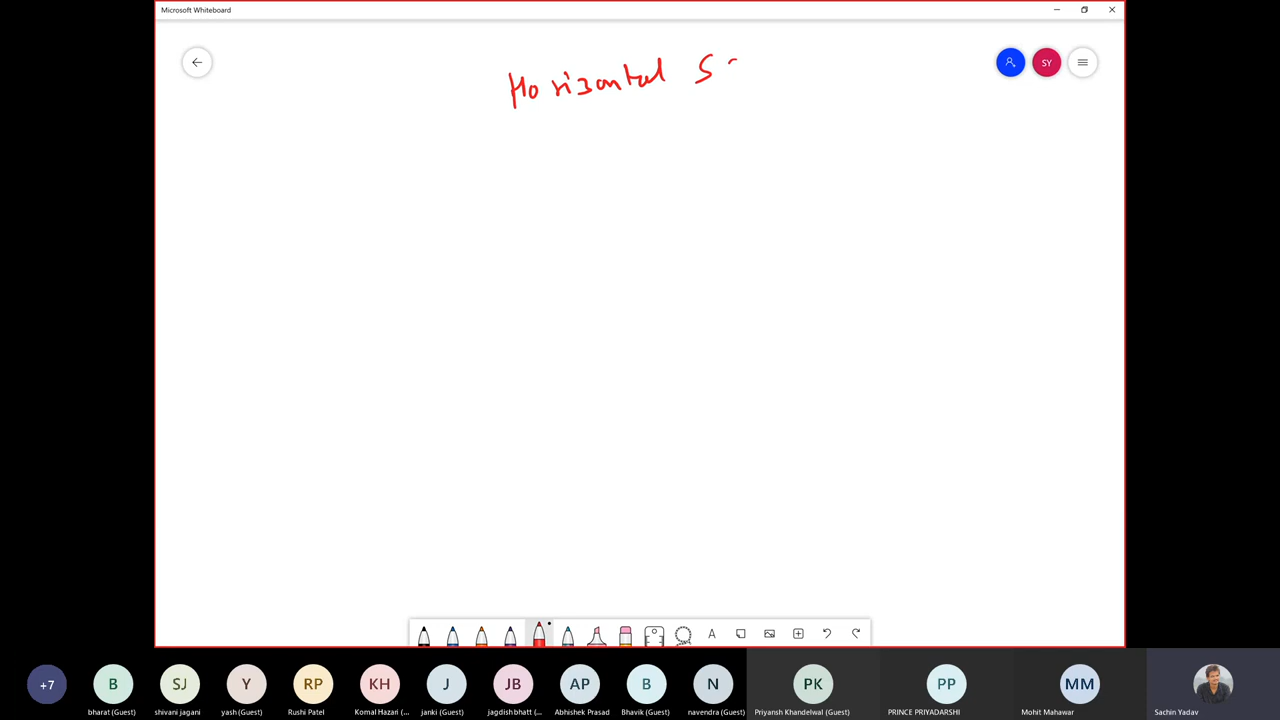 Microsoft Whiteboard
SY
Horizontal S
A
+7
B
SJ
Y
RP
KH
J
JB
AP
B
N
PK
PP
MM
bharat (Guest)
shivani jagani
yash (Guest)
Rushi Patel
Komal Hazari (...
janki (Guest)
jagdish bhatt (...
Abhishek Prasad
Bhavik (Guest)
navendra (Guest)
Priyansh Khandelwal (Guest)
PRINCE PRIYADARSHI
Mohit Mahawar
Sachin Yadav